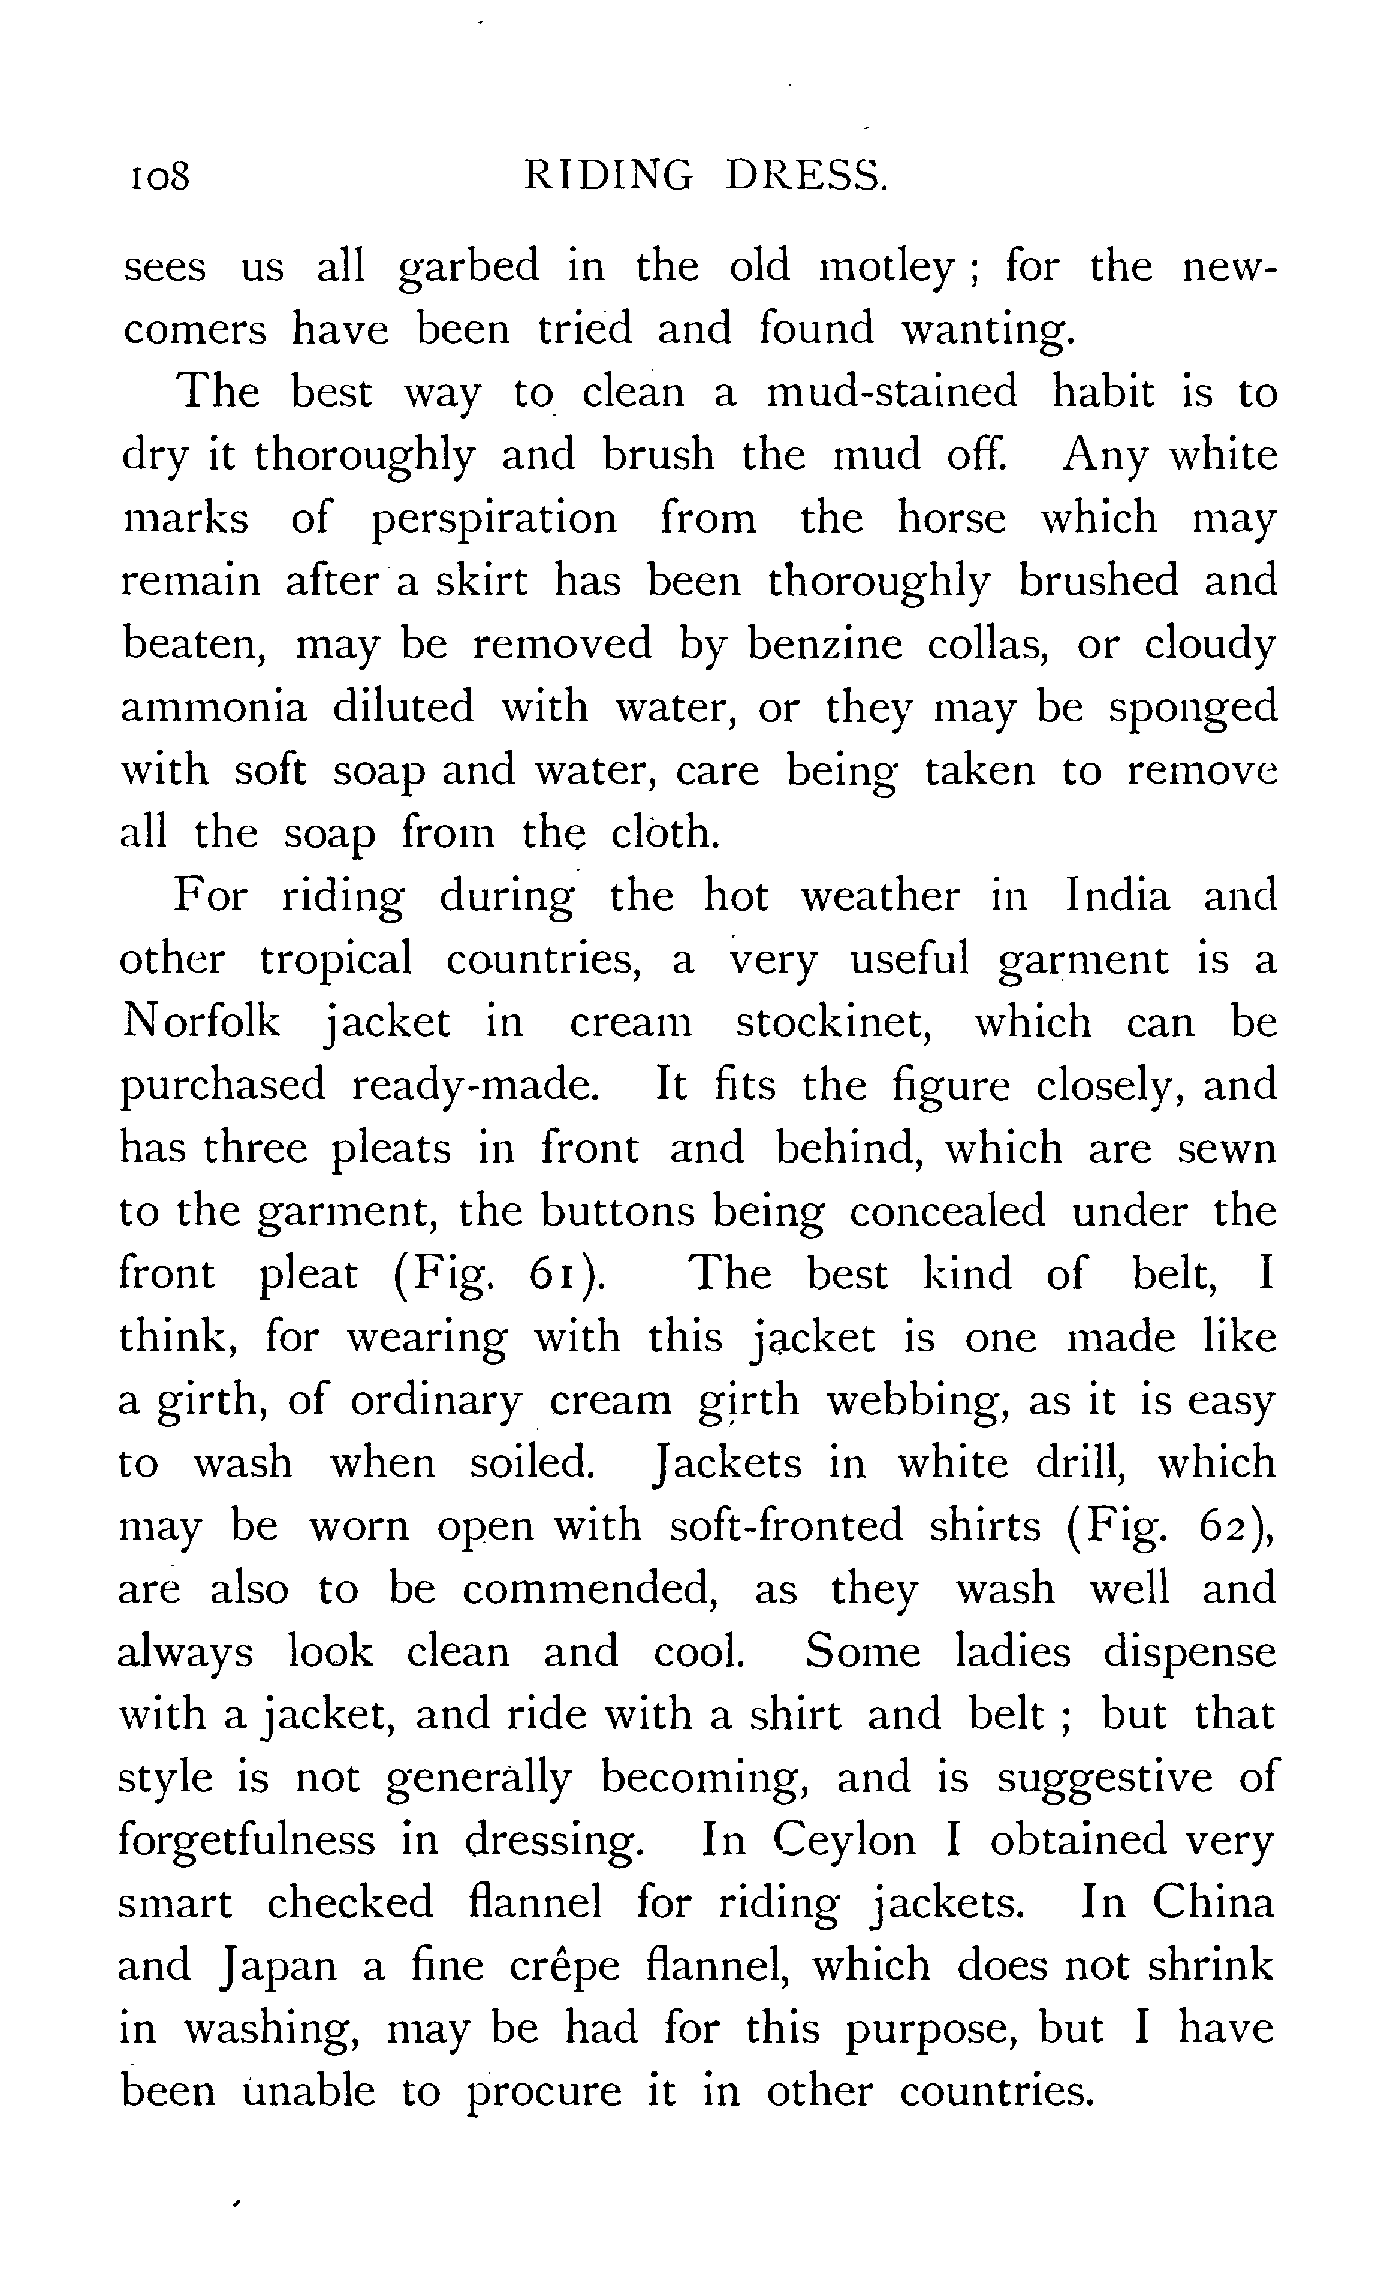 108 RIDING DRESS.
sees us all garbed in the old motley ; for the new-
comers have been tried and found wanting.
The best way to clean a mud-stained habit is to
dry it thoroughly and brush the mud off. Any white
marks of perspiration from the horse which may
remain after a skirt has been thoroughly brushed and
beaten, may be removed by benzine collas, or cloudy
ammonia diluted with water, or they may be sponged
with soft soap and water, care being taken to remove
all the soap from the cloth.
For riding during the hot weather in India and
other tropical countries, a very useful garment is a
Norfolk jacket in cream stockinet, which can be
purchased ready-made. It fits the figure closely, and
has three pleats in front and behind, which are sewn
to the garment, the buttons being concealed under the
front pleat (Fig. 61). The best kind of belt, I
think, for wearing with this jacket is one made like
a girth, of ordinary cream girth webbing, as it is easy
to wash when soiled. Jackets in white drill, which
may be worn open with soft-fronted shirts (Fig. 62),
are also to be commended, as they wash well and
always look clean and cool. Some ladies dispense
with a jacket, and ride with a shirt and belt ; but that
style is not generally becoming, and is suggestive of
forgetfulness in dressing. In Ceylon I obtained very
smart checked flannel for riding jackets. In China
and Japan a fine crêpe flannel, which does not shrink
in washing, may be had for this purpose, but I have
been unable to procure it in other countries.